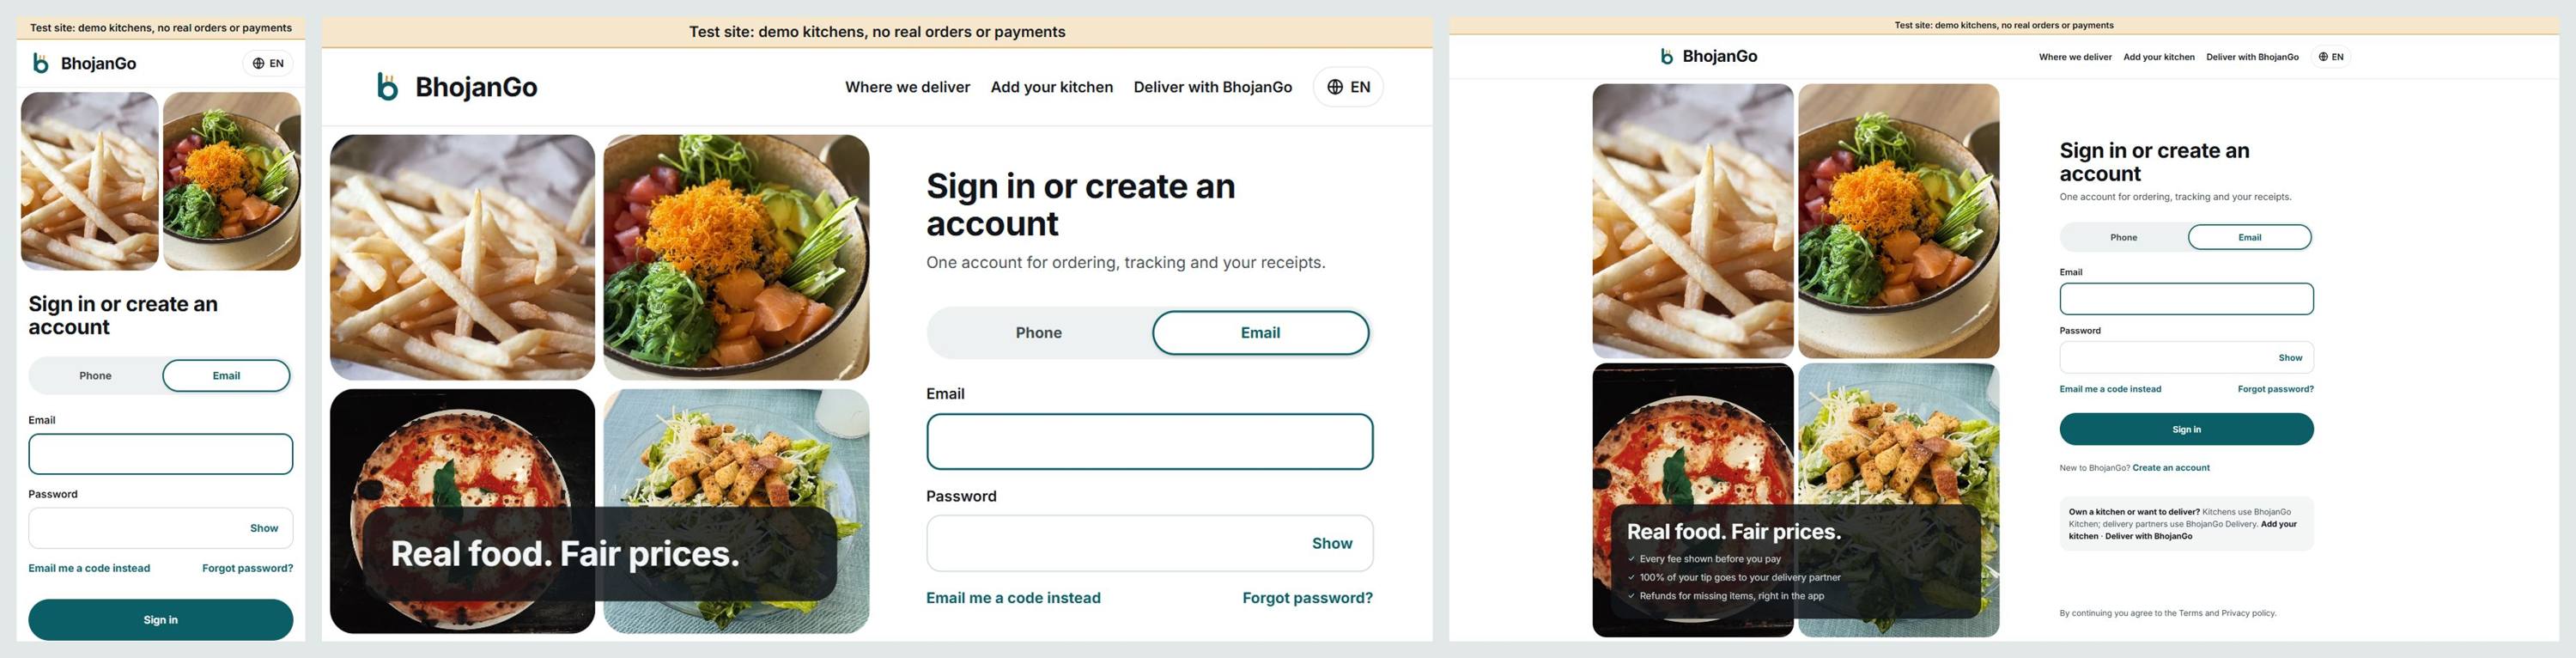 Test site: demo kitchens, no real orders or payments
BhojanGo
EN
Sign in or create an
account
Phone
Email
Email
Password
Show
Email me a code instead
Forgot password?
Sign in
Test site: demo kitchens, no real orders or payments
BhojanGo
Where we deliver
Add your kitchen
Deliver with BhojanGo
EN
Real food. Fair prices.
Sign in or create an
account
One account for ordering, tracking and your receipts.
Phone
Email
Email
Password
Show
Email me a code instead
Forgot password?
Test site: demo kitchens, no real orders or payments
BhojanGo
Where we deliver
Add your kitchen
Deliver with BhojanGo
EN
Real food. Fair prices.
Every fee shown before you pay
100% of your tip goes to your delivery partner
Refunds for missing items, right in the app
Sign in or create an
account
One account for ordering, tracking and your receipts.
Phone
Email
Email
Password
Show
Email me a code instead
Forgot password?
Sign in
New to BhojanGo? Create an account
Own a kitchen or want to deliver? Kitchens use BhojanGo
Kitchen; delivery partners use BhojanGo Delivery. Add your
kitchen · Deliver with BhojanGo
By continuing you agree to the Terms and Privacy policy.